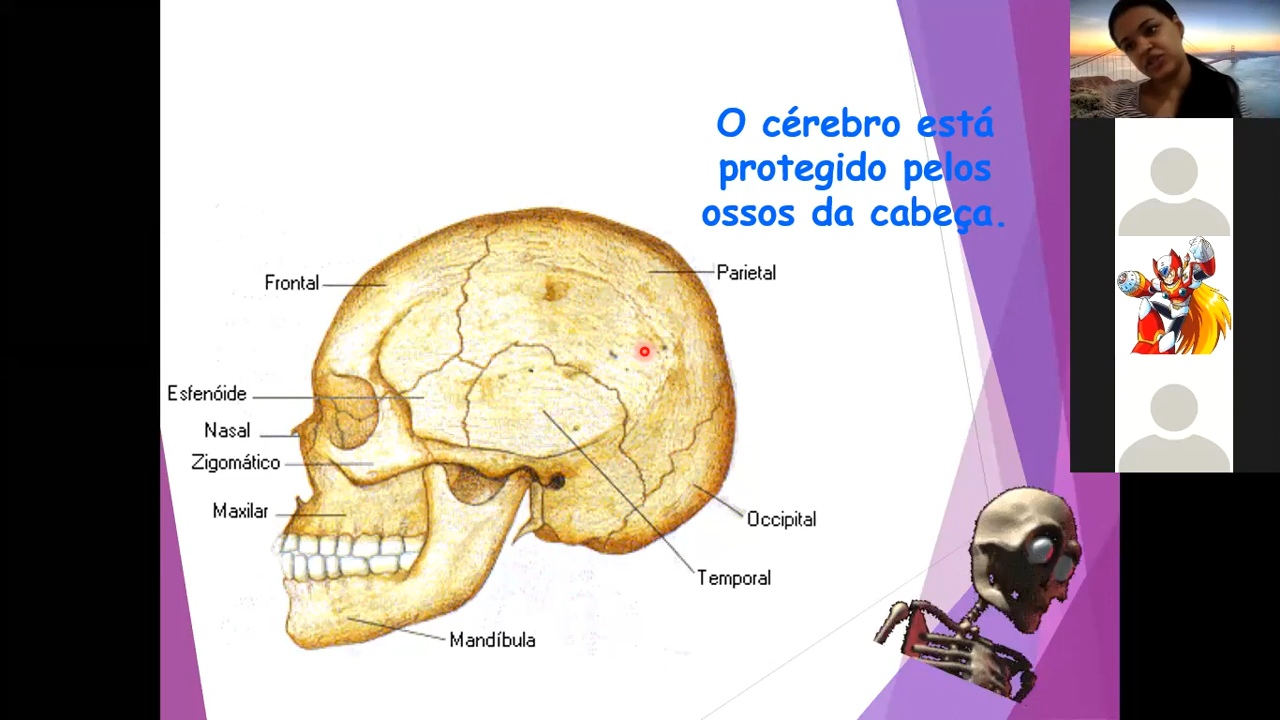 O cérebro está
protegido pelos
ossos da cabeça.
Frontal
Parietal
Esfenóide
Nasal
Zigomático
Maxilar
Occipital
Temporal
Mandíbula